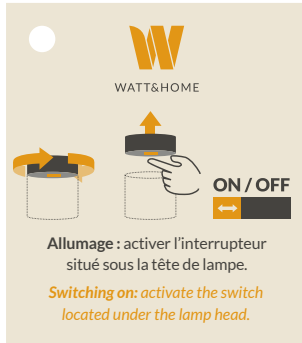 WATT&HOME
ON / OFF
Allumage : activer l’interrupteur
situé sous la tête de lampe.
Switching on: activate the switch
located under the lamp head.